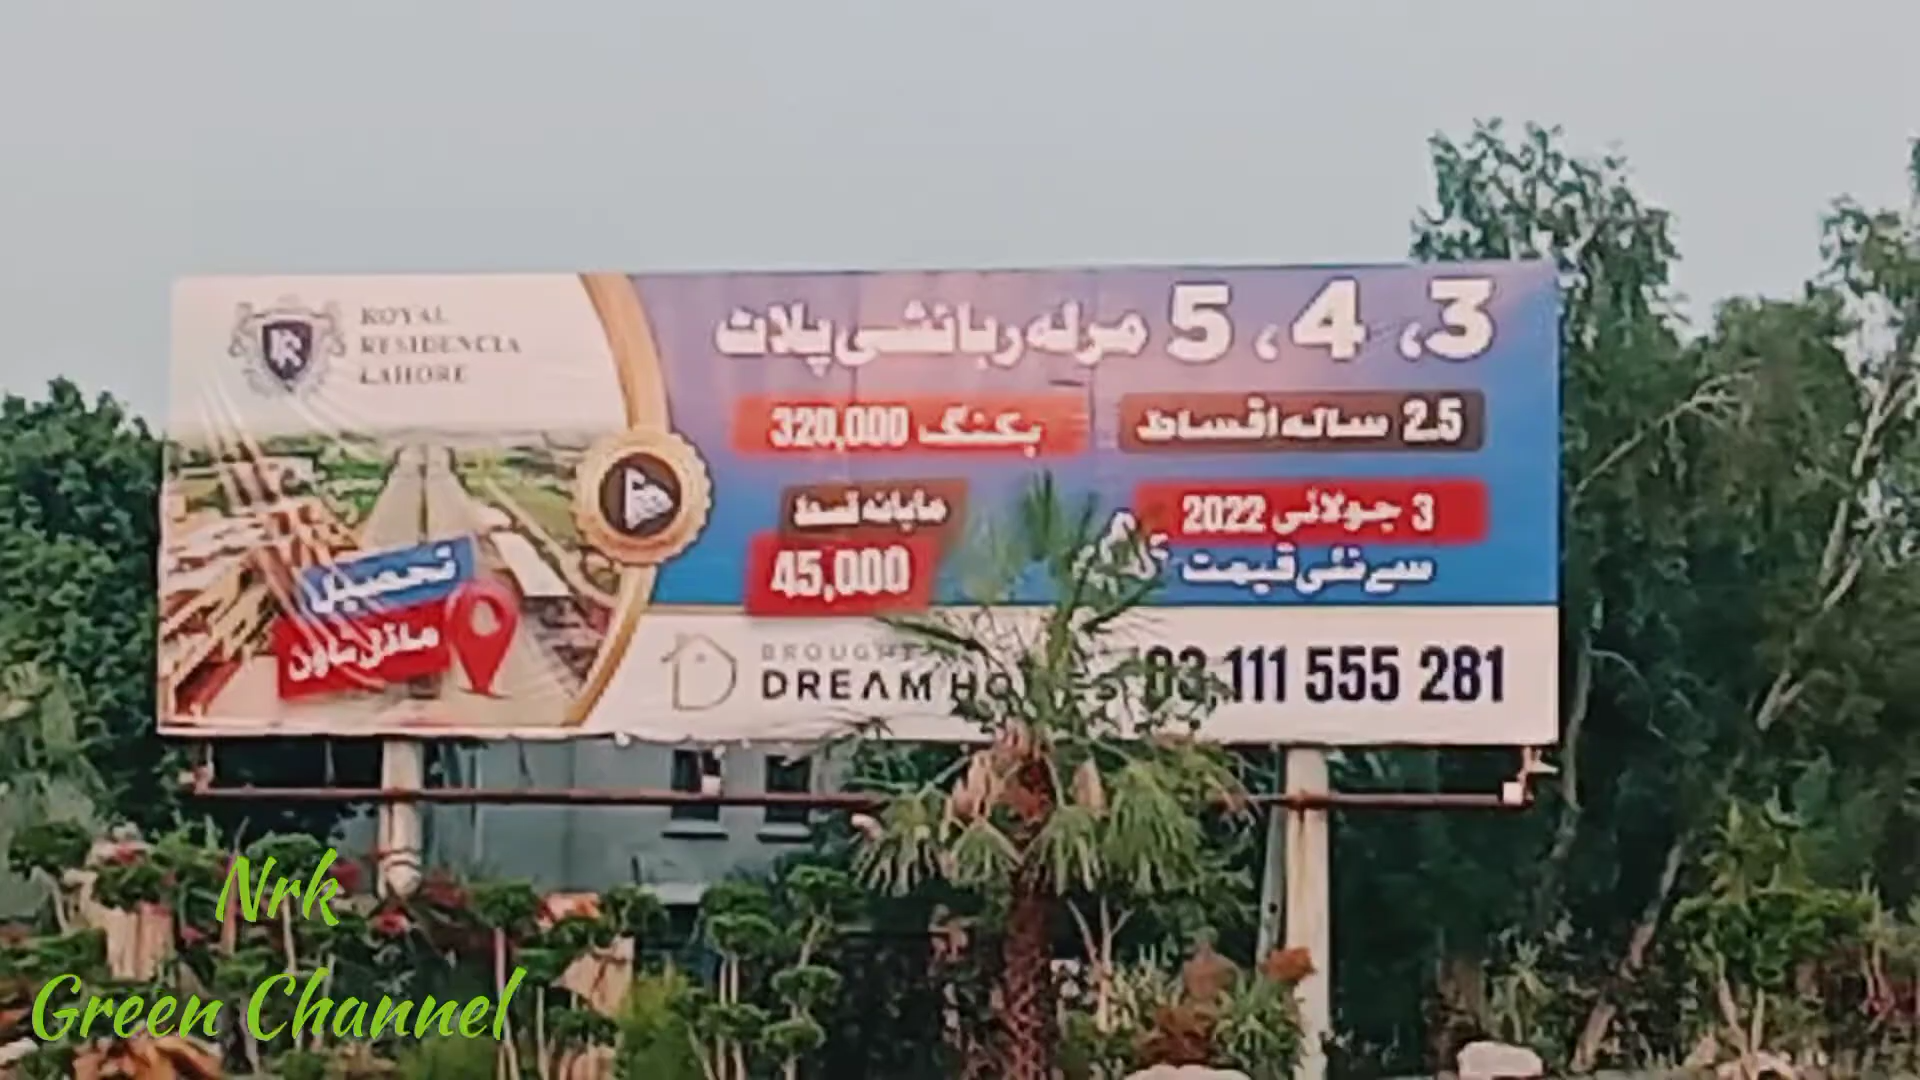 ROYAL
RESIDENCIA
LAHORE
3، 4، 5 مرلہ رہائشی پلاٹ
2.5 سالہ اقساط
بکنگ 320,000
3 جولائی 2022
سے نئی قیمت
ماہانہ قسط
45,000
تحصیل
ماڈل ٹاؤن
BROUGHT
DREAM HOMES
03 111 555 281
Nrk
Green Channel